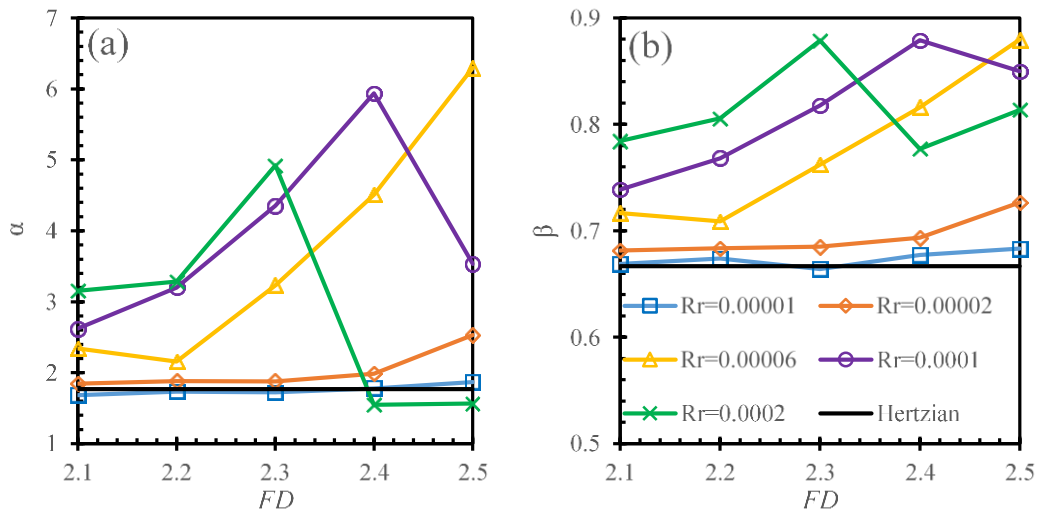 (a)
7
6
5
4
3
2
1
α
2.1 2.2 2.3 2.4 2.5
FD
(b)
0.9
0.8
0.7
0.6
0.5
β
Rr=0.00001 Rr=0.00002
Rr=0.00006 Rr=0.0001
Rr=0.0002 Hertzian
2.1 2.2 2.3 2.4 2.5
FD